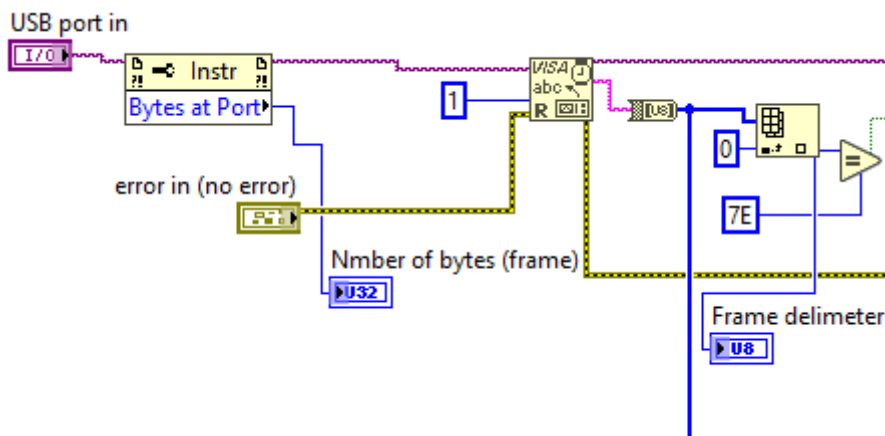 USB port in
I/O
Instr
Bytes at Port
VISA
abc
R
1
[U8]
0
=
7E
error in (no error)
Nmber of bytes (frame)
U32
Frame delimeter
U8